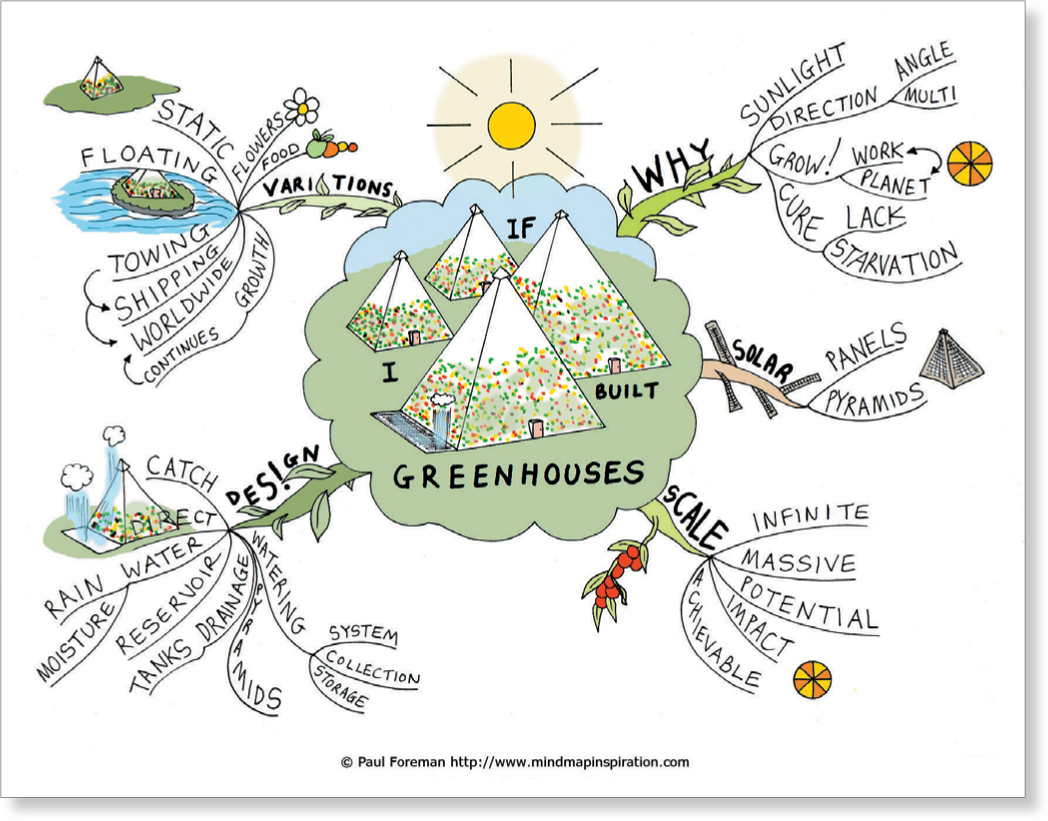 IF
I
BUILT
GREENHOUSES
WHY
SUNLIGHT
DIRECTION
ANGLE
MULTI
GROW!
WORK
PLANET
CURE
LACK
STARVATION
SOLAR
PANELS
PYRAMIDS
SCALE
INFINITE
MASSIVE
POTENTIAL
IMPACT
ACHIEVABLE
DESIGN
CATCH
DIRECT
RAIN WATER
MOISTURE
RESERVOIR
TANKS DRAINAGE
PYRAMIDS
WATERING
SYSTEM
COLLECTION
STORAGE
VARIATIONS
FLOWERS
FOOD
STATIC
FLOATING
TOWING
SHIPPING
WORLDWIDE
CONTINUES
GROWTH
© Paul Foreman http://www.mindmapinspiration.com